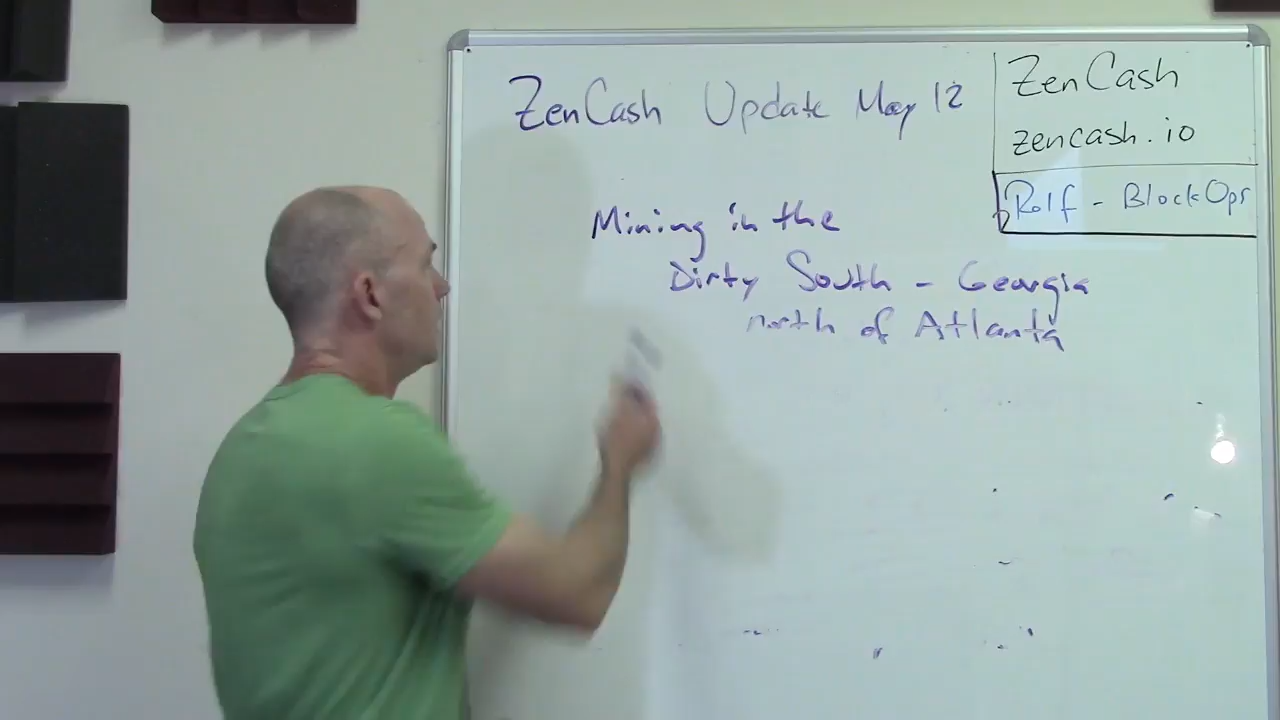 ZenCash Update May 12
ZenCash
zencash.io
Rolf - BlockOps
Mining in the
Dirty South - Georgia
north of Atlanta